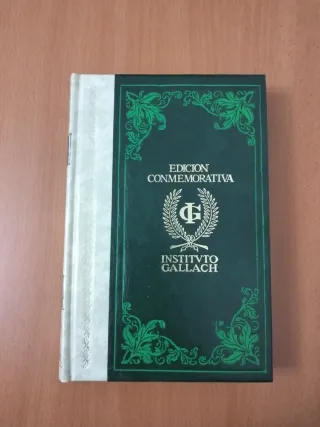 EDICION
CONMEMORATIVA
IG
INSTITVTO
GALLACH